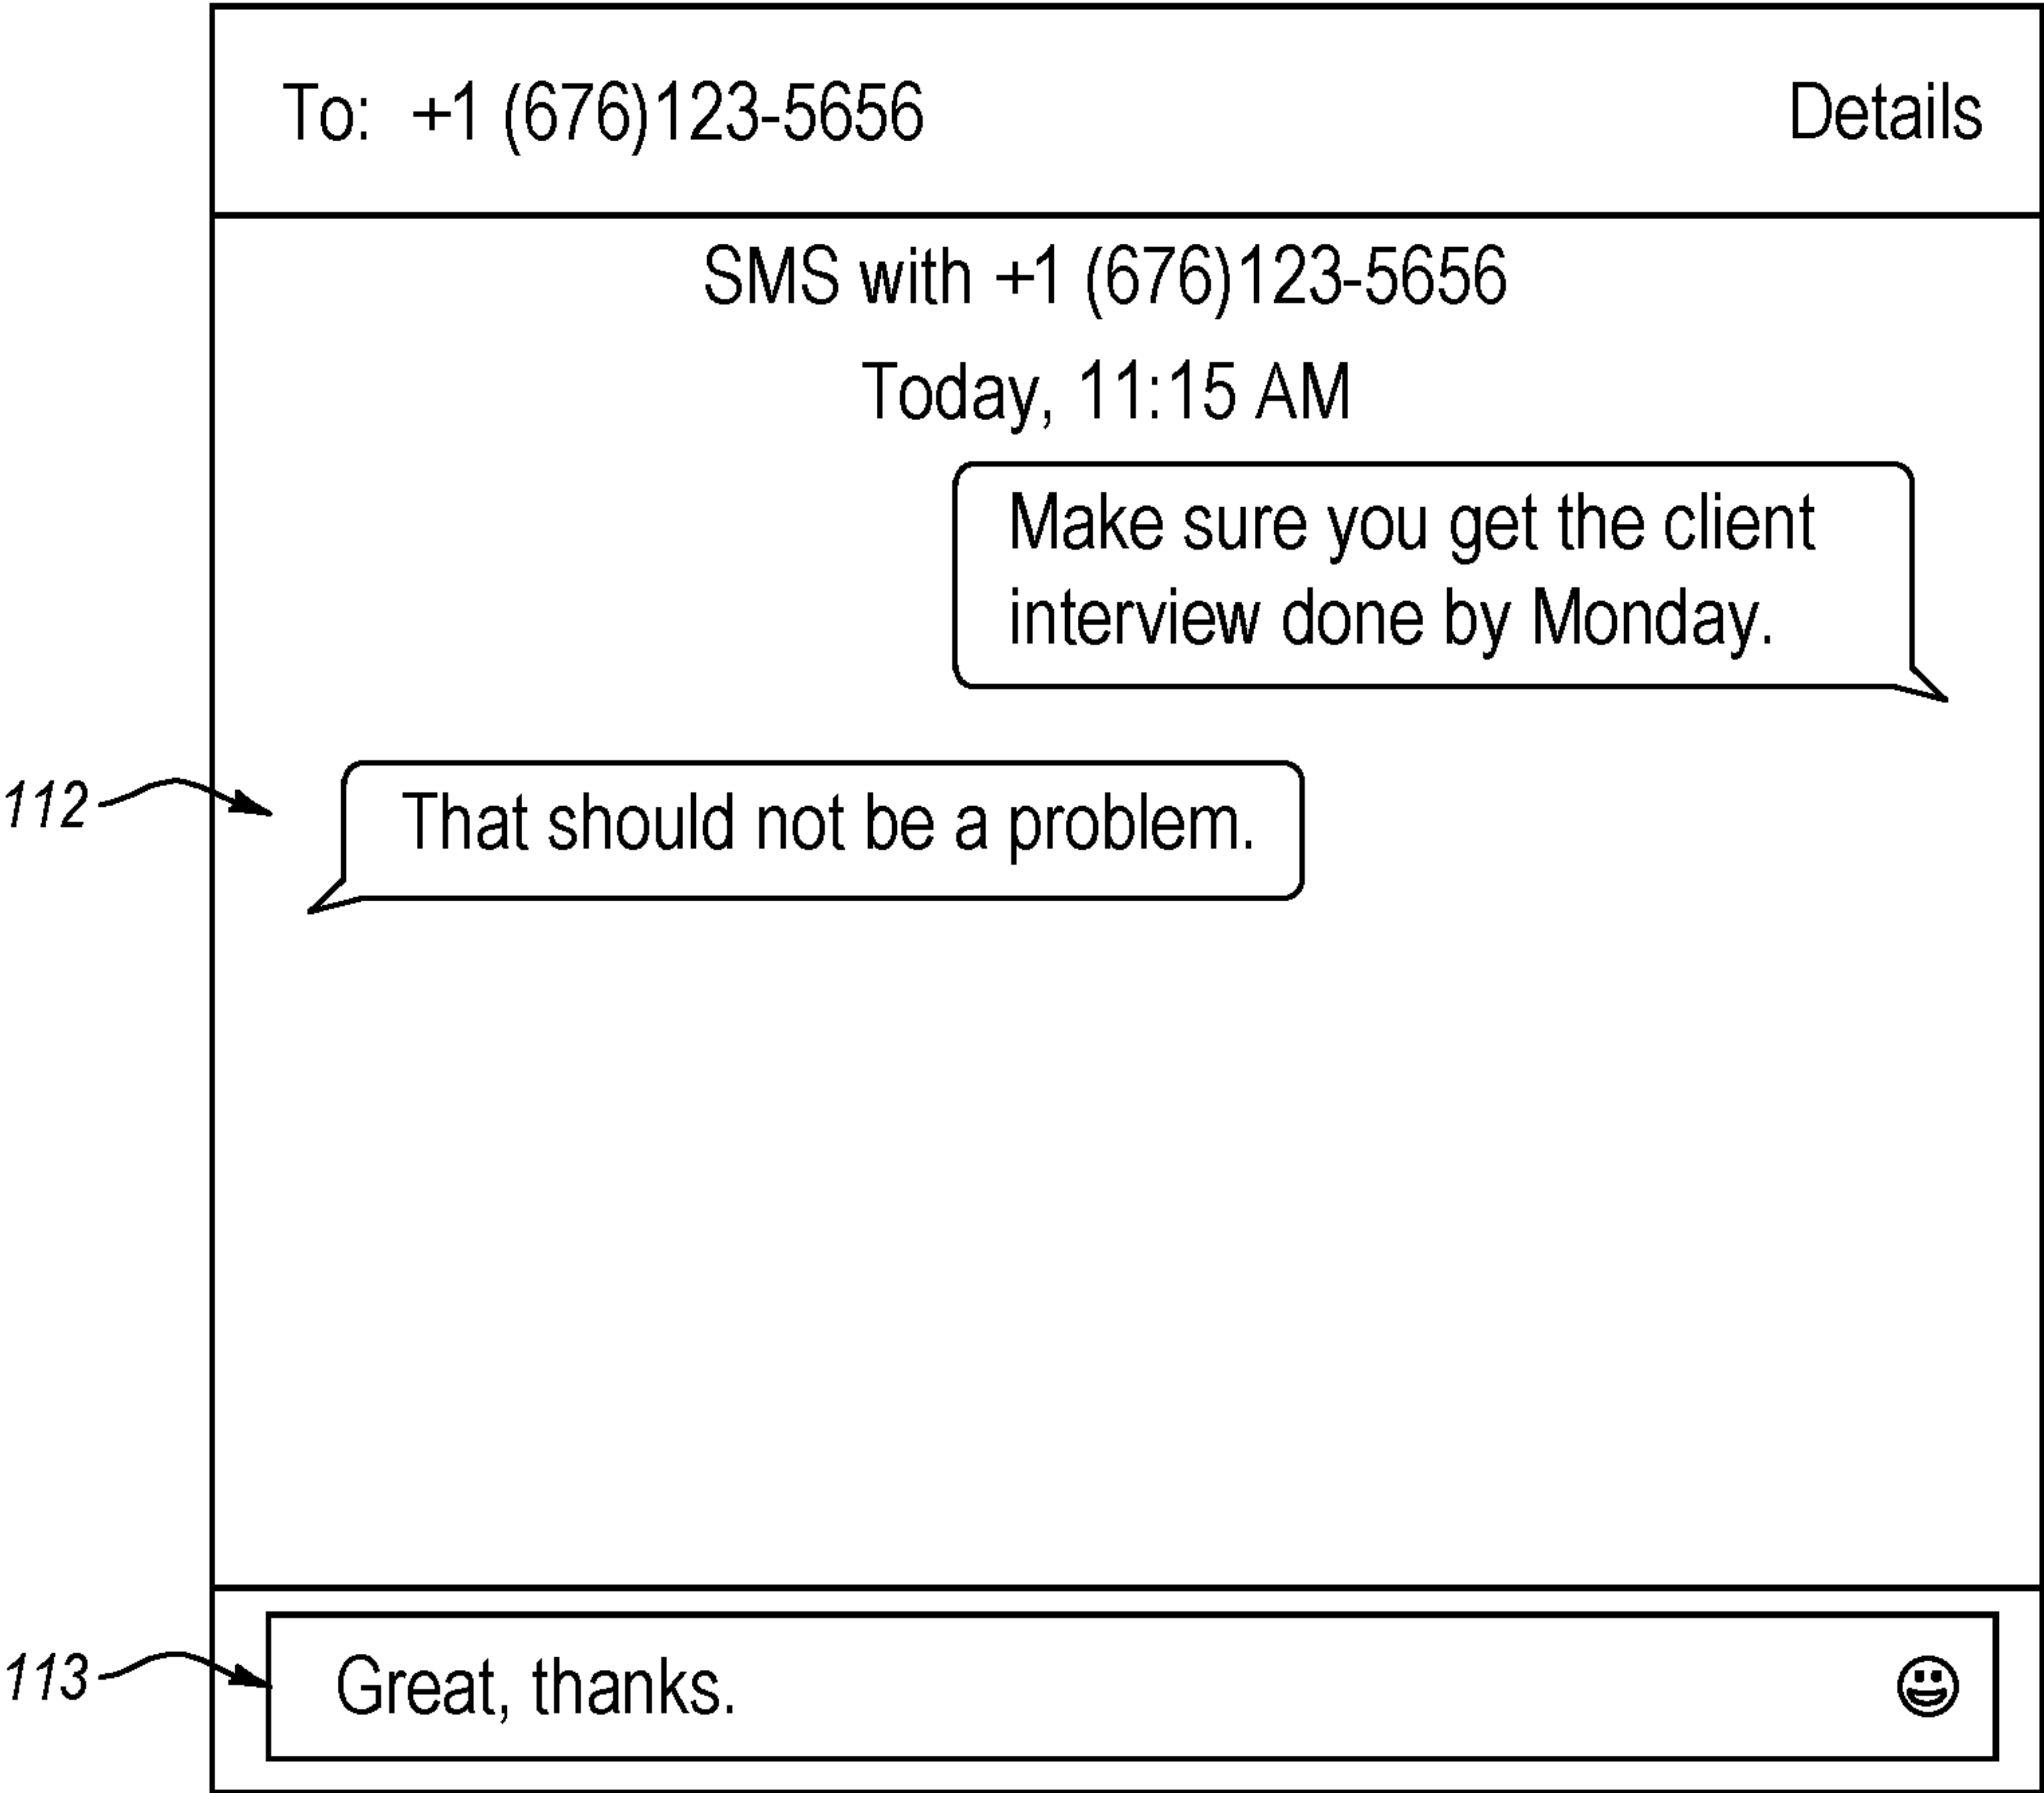 To: +1 (676)123-5656 Details
SMS with +1 (676)123-5656
Today, 11:15 AM
Make sure you get the client
interview done by Monday.
112
That should not be a problem.
113
Great, thanks.